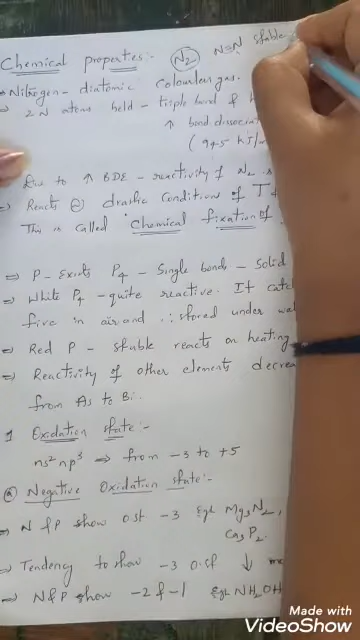 Chemical properties :- N2 N≡N stable
⇒ Nitrogen - diatomic colourless gas.
⇒ 2 N atoms held - triple bond &
↑ bond dissociat
(945 kJ/m
Due to ↑ BDE - reactivity of N2
⇒ Reacts @ drastic condition of T &
This is called 'Chemical fixation of
⇒ P - Exists P4 - Single bonds - Solid
⇒ White P4 - quite reactive. It catc
fire in air and ∴ stored under wa
⇒ Red P - stable reacts on heating
⇒ Reactivity of other elements decrea
from As to Bi.
1 Oxidation state :-
ns² np³ ⇒ from -3 to +5
ⓐ Negative Oxidation state :-
⇒ N & P show o.st -3 Eg/- Mg3N2,
Ca3P2.
⇒ Tendency to show -3 o.st ↓
⇒ N & P show -2 & -1 Eg/- NH2OH
Made with
VideoShow